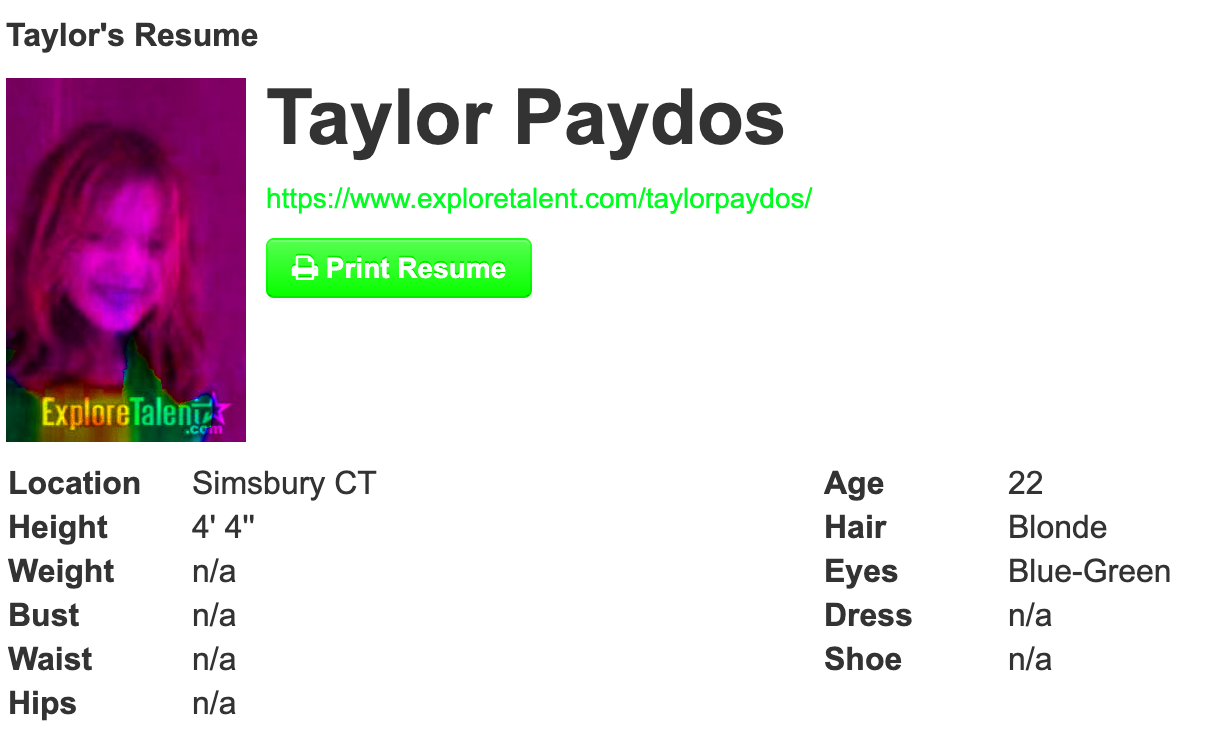 Taylor's Resume
Taylor Paydos
https://www.exploretalent.com/taylorpaydos/
Print Resume
ExploreTalent
.com
Location Simsbury CT Age 22
Height 4' 4" Hair Blonde
Weight n/a Eyes Blue-Green
Bust n/a Dress n/a
Waist n/a Shoe n/a
Hips n/a